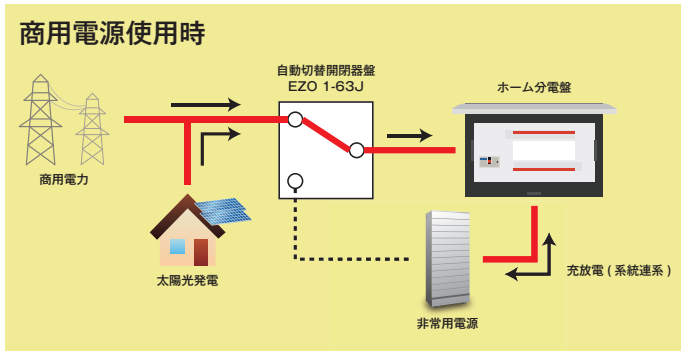 商用電源使用時
自動切替開閉器盤
EZO 1-63J
ホーム分電盤
商用電力
太陽光発電
充放電 ( 系統連系 )
非常用電源